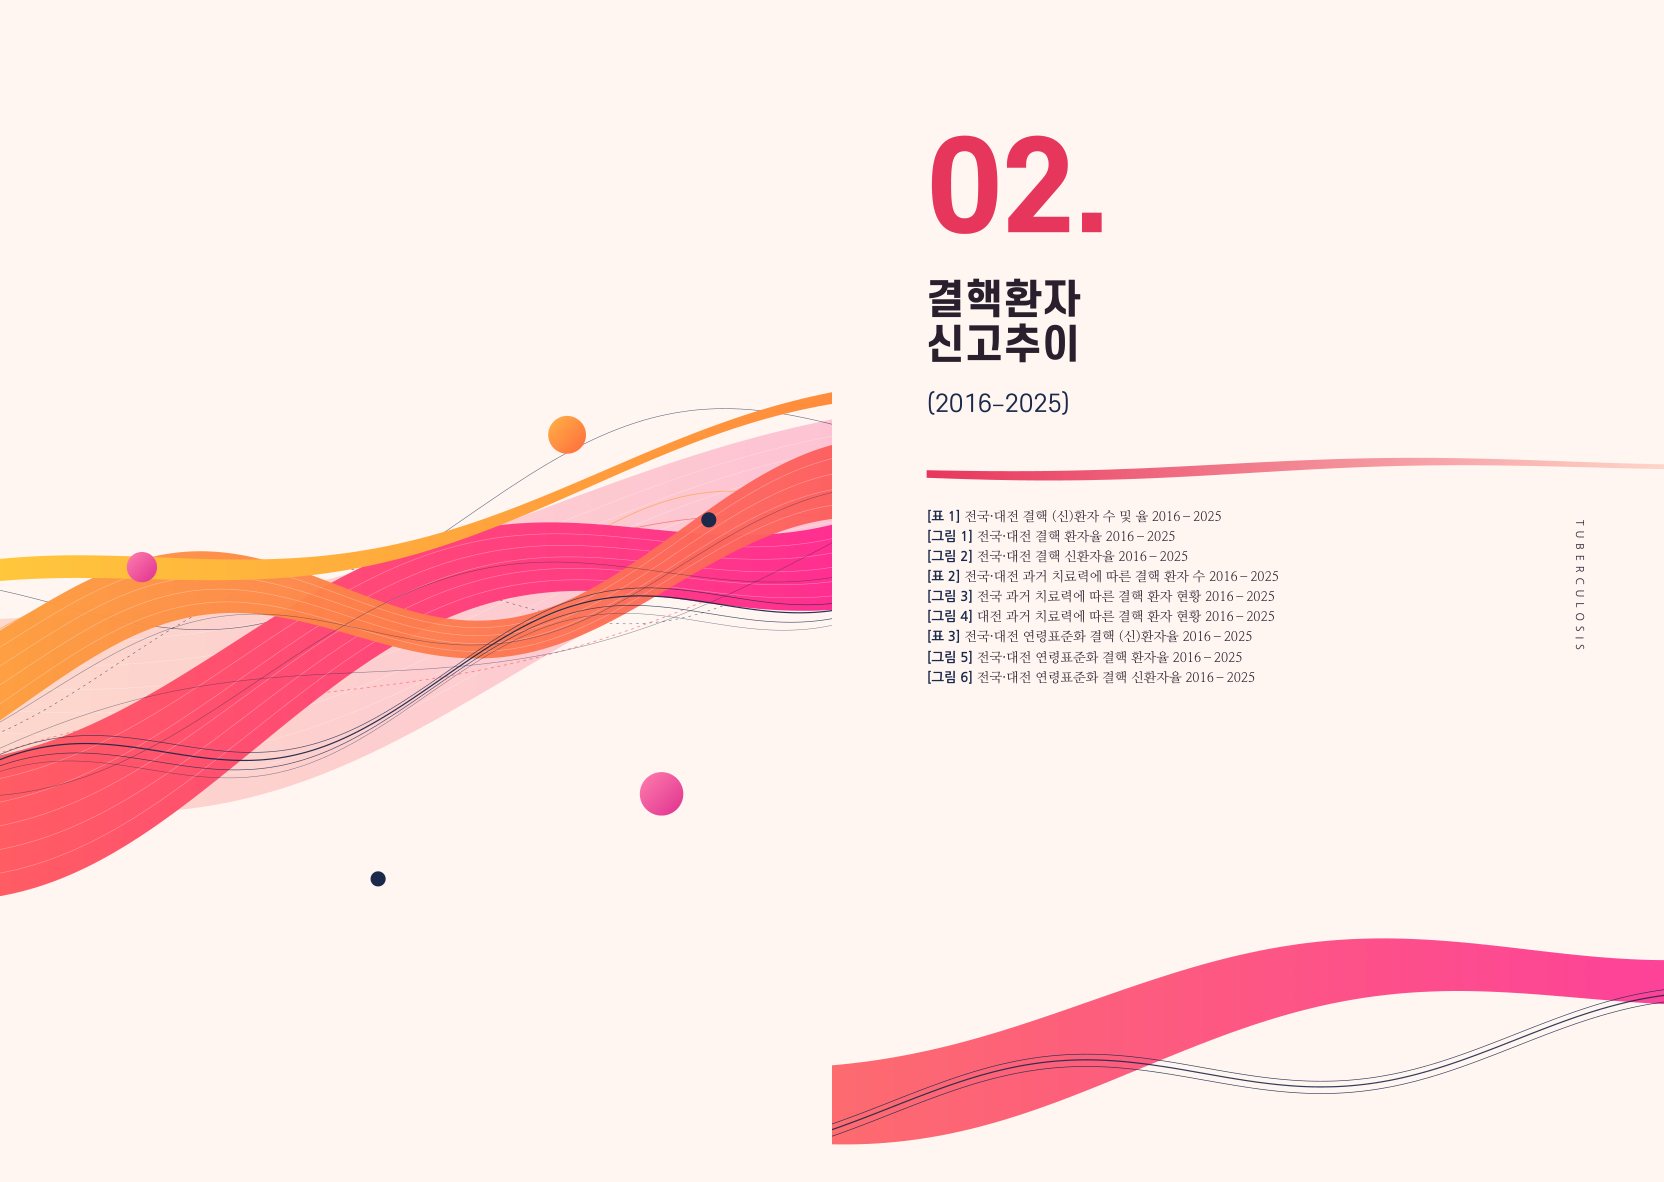 02.
결핵환자
신고추이
(2016–2025)
[표 1] 전국·대전 결핵 (신)환자 수 및 율 2016–2025
[그림 1] 전국·대전 결핵 환자율 2016–2025
[그림 2] 전국·대전 결핵 신환자율 2016–2025
[표 2] 전국·대전 과거 치료력에 따른 결핵 환자 수 2016–2025
[그림 3] 전국 과거 치료력에 따른 결핵 환자 현황 2016–2025
[그림 4] 대전 과거 치료력에 따른 결핵 환자 현황 2016–2025
[표 3] 전국·대전 연령표준화 결핵 (신)환자율 2016–2025
[그림 5] 전국·대전 연령표준화 결핵 환자율 2016–2025
[그림 6] 전국·대전 연령표준화 결핵 신환자율 2016–2025
TUBERCULOSIS